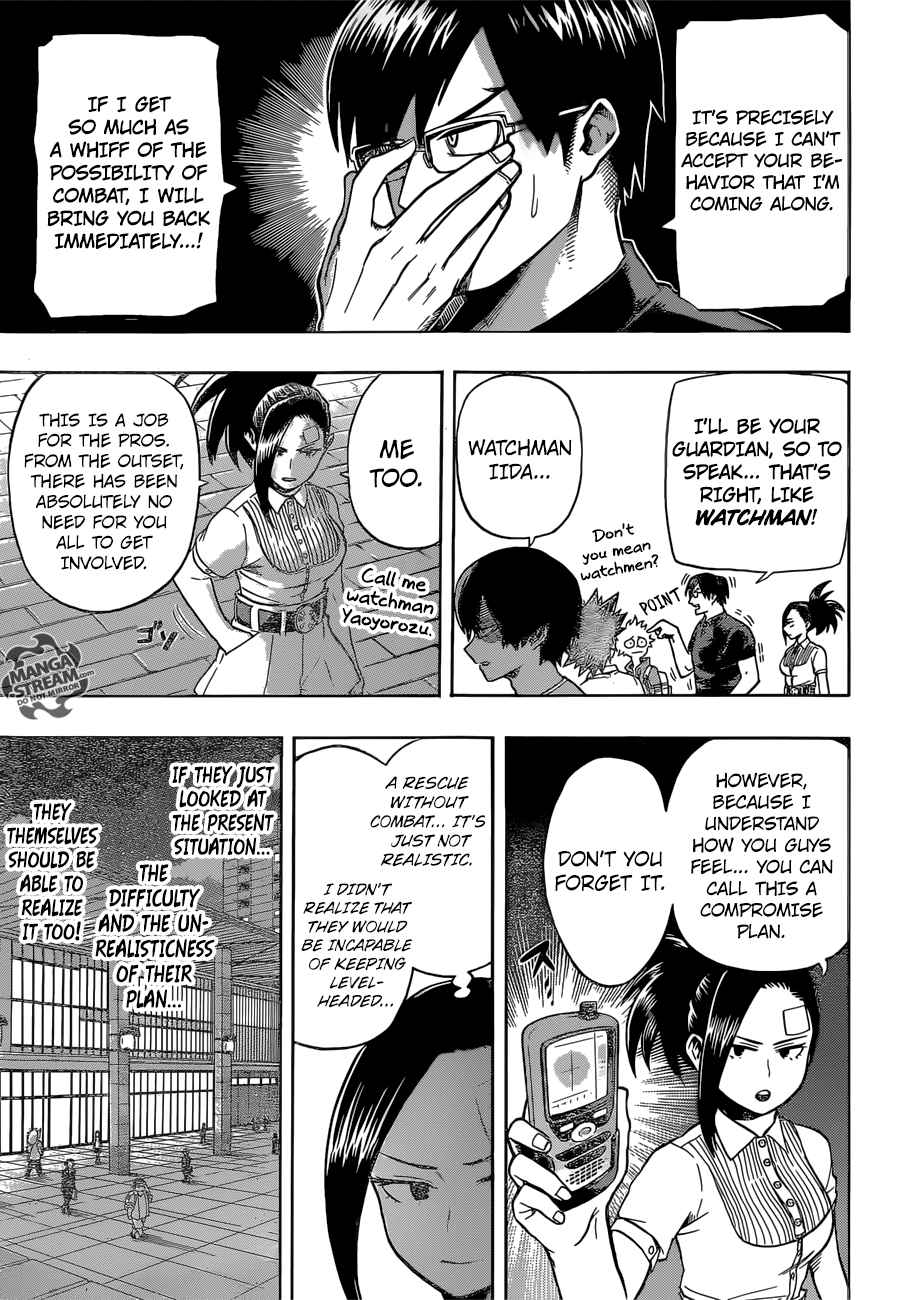 IT'S PRECISELY
BECAUSE I CAN'T
ACCEPT YOUR BE-
HAVIOR THAT I'M
COMING ALONG.
IF I GET
SO MUCH AS
A WHIFF OF THE
POSSIBILITY OF
COMBAT, I WILL
BRING YOU BACK
IMMEDIATELY...!
I'LL BE YOUR
GUARDIAN, SO TO
SPEAK... THAT'S
RIGHT, LIKE
WATCHMAN!
POINT
Don't
you mean
watchmen?
WATCHMAN
IIDA...
ME
TOO.
Call me
watchman
Yaoyorozu.
THIS IS A JOB
FOR THE PROS.
FROM THE OUTSET,
THERE HAS BEEN
ABSOLUTELY NO
NEED FOR YOU
ALL TO GET
INVOLVED.
ゴソ
MANGA
STREAM.com
DO NOT MIRROR
HOWEVER,
BECAUSE I
UNDERSTAND
HOW YOU GUYS
FEEL... YOU CAN
CALL THIS A
COMPROMISE
PLAN.
DON'T YOU
FORGET IT.
A RESCUE
WITHOUT
COMBAT... IT'S
JUST NOT
REALISTIC.
I DIDN'T
REALIZE THAT
THEY WOULD
BE INCAPABLE
OF KEEPING
LEVEL-
HEADED...
IF THEY JUST
LOOKED AT
THE PRESENT
SITUATION...
THE
DIFFICULTY
AND THE UN-
REALISTICNESS
OF THEIR
PLAN...
THEY
THEMSELVES
SHOULD BE
ABLE TO
REALIZE
IT TOO!